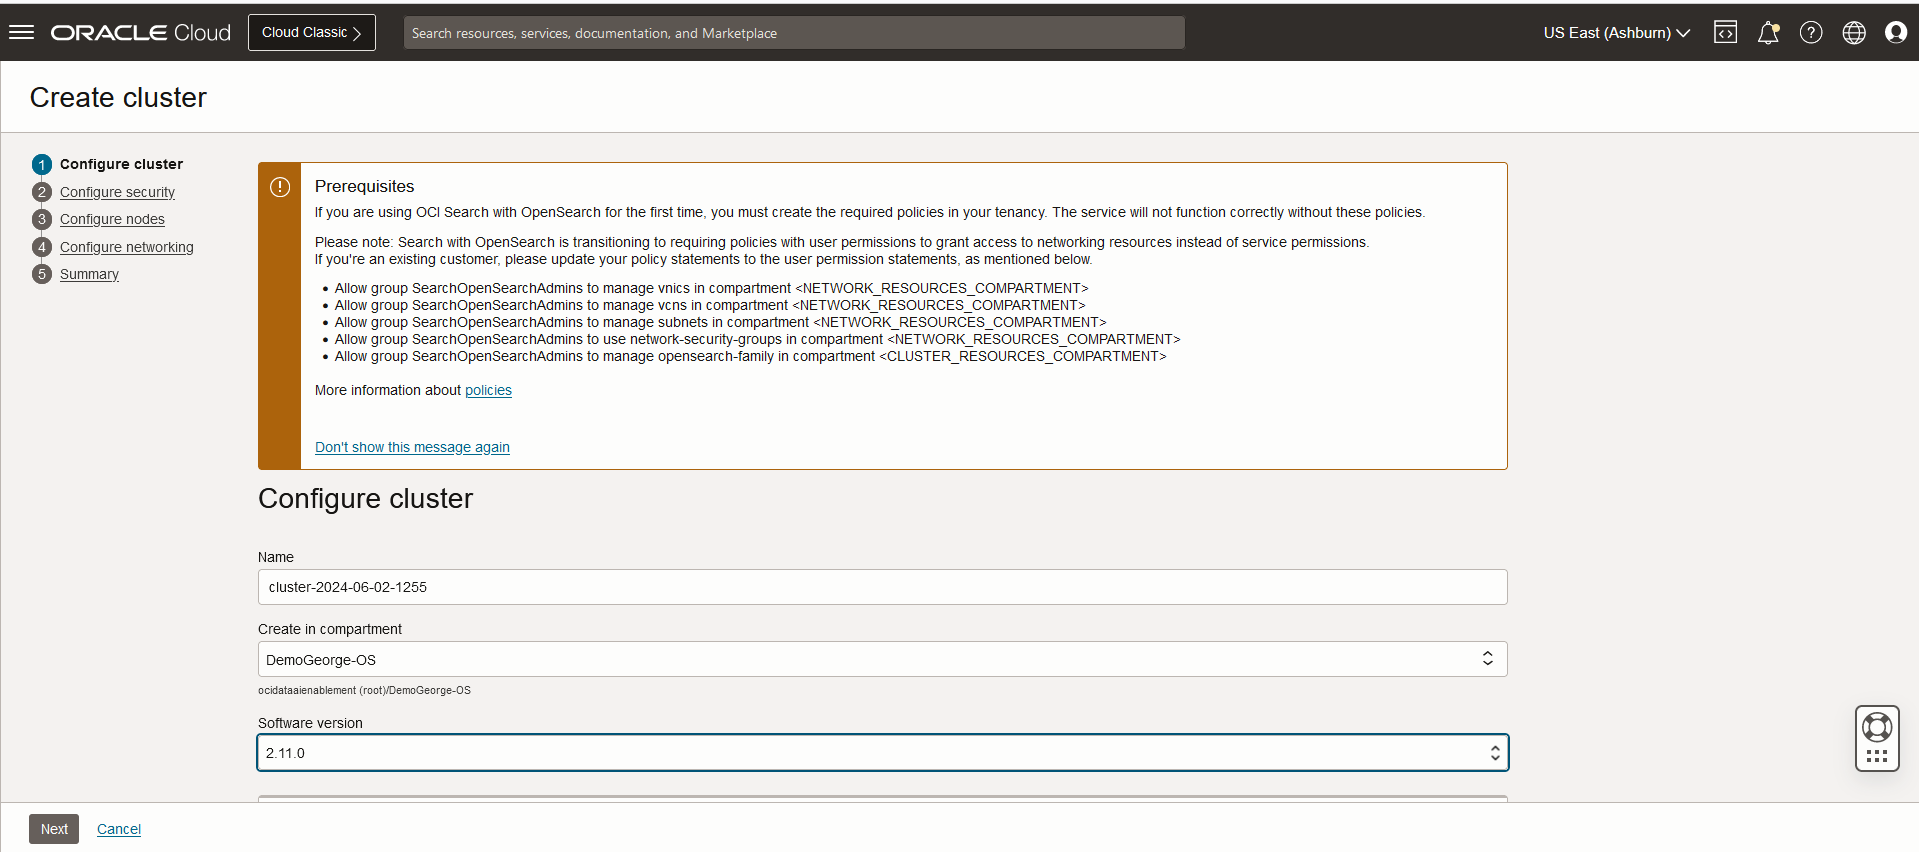 ORACLE Cloud
Cloud Classic
Search resources, services, documentation, and Marketplace
US East (Ashburn)
Create cluster
1 Configure cluster
2 Configure security
3 Configure nodes
4 Configure networking
5 Summary
Prerequisites
If you are using OCI Search with OpenSearch for the first time, you must create the required policies in your tenancy. The service will not function correctly without these policies.
Please note: Search with OpenSearch is transitioning to requiring policies with user permissions to grant access to networking resources instead of service permissions.
If you're an existing customer, please update your policy statements to the user permission statements, as mentioned below.
• Allow group SearchOpenSearchAdmins to manage vnics in compartment <NETWORK_RESOURCES_COMPARTMENT>
• Allow group SearchOpenSearchAdmins to manage vcns in compartment <NETWORK_RESOURCES_COMPARTMENT>
• Allow group SearchOpenSearchAdmins to manage subnets in compartment <NETWORK_RESOURCES_COMPARTMENT>
• Allow group SearchOpenSearchAdmins to use network-security-groups in compartment <NETWORK_RESOURCES_COMPARTMENT>
• Allow group SearchOpenSearchAdmins to manage opensearch-family in compartment <CLUSTER_RESOURCES_COMPARTMENT>
More information about policies
Don't show this message again
Configure cluster
Name
cluster-2024-06-02-1255
Create in compartment
DemoGeorge-OS
ocidataaienablement (root)/DemoGeorge-OS
Software version
2.11.0
Next
Cancel